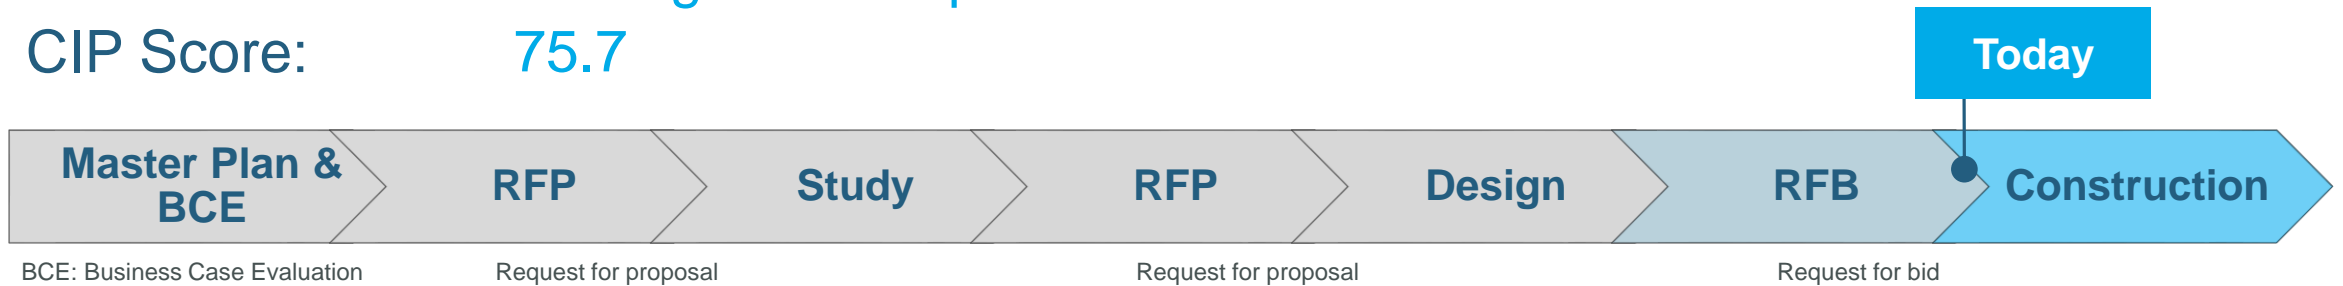 CIP Score: 75.7
Today
Master Plan &
BCE
RFP
Study
RFP
Design
RFB
Construction
BCE: Business Case Evaluation
Request for proposal
Request for proposal
Request for bid